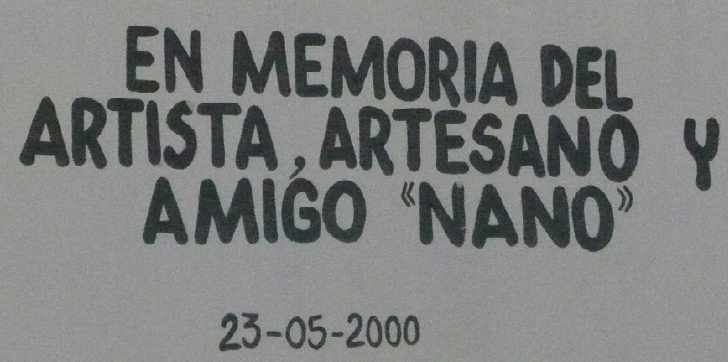 EN MEMORIA DEL
ARTISTA, ARTESANO Y
AMIGO “NANO”
23-05-2000